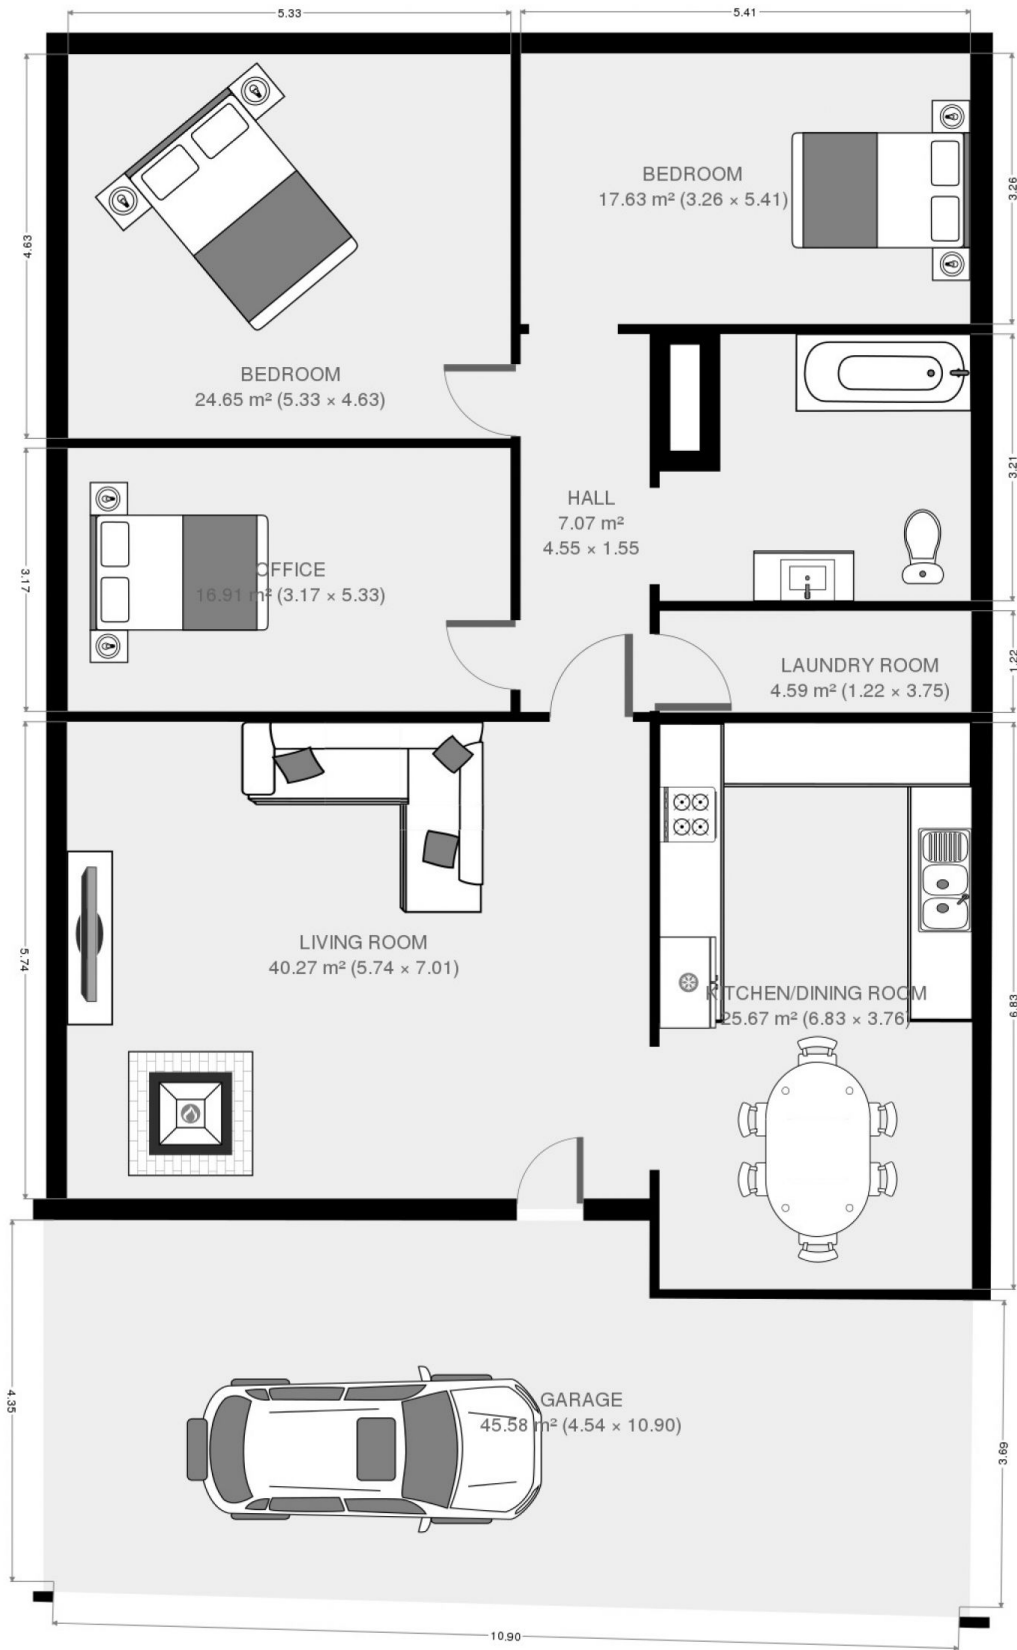 5.33
5.41
4.63
3.26
BEDROOM
17.63 m² (3.26 × 5.41)
BEDROOM
24.65 m² (5.33 × 4.63)
3.21
HALL
7.07 m²
4.55 × 1.55
3.17
OFFICE
16.91 m² (3.17 × 5.33)
1.22
LAUNDRY ROOM
4.59 m² (1.22 × 3.75)
5.74
LIVING ROOM
40.27 m² (5.74 × 7.01)
6.83
KITCHEN/DINING ROOM
25.67 m² (6.83 × 3.76)
4.35
GARAGE
45.58 m² (4.54 × 10.90)
3.69
10.90